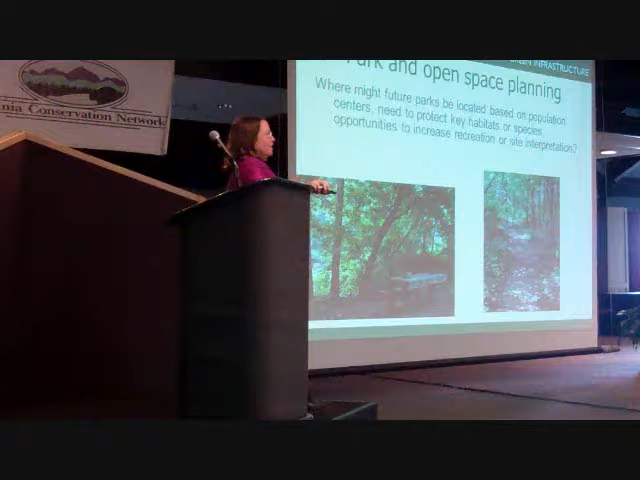 INFRASTRUCTURE
and open space planning
Where might future parks be located based on population
centers, need to protect key habitats or species,
opportunities to increase recreation or site interpretation?
Conservation Network